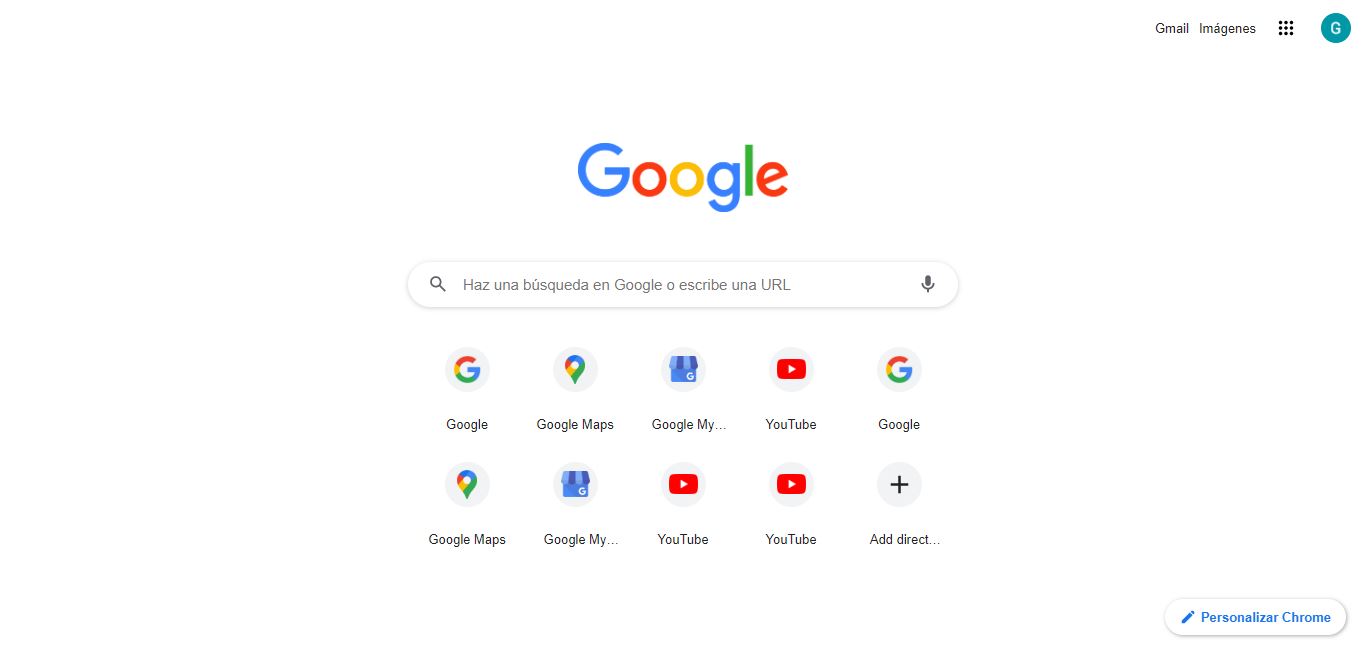 Gmail Imágenes
G
Google
Haz una búsqueda en Google o escribe una URL
Google Google Maps Google My... YouTube Google
Google Maps Google My... YouTube YouTube Add direct...
Personalizar Chrome